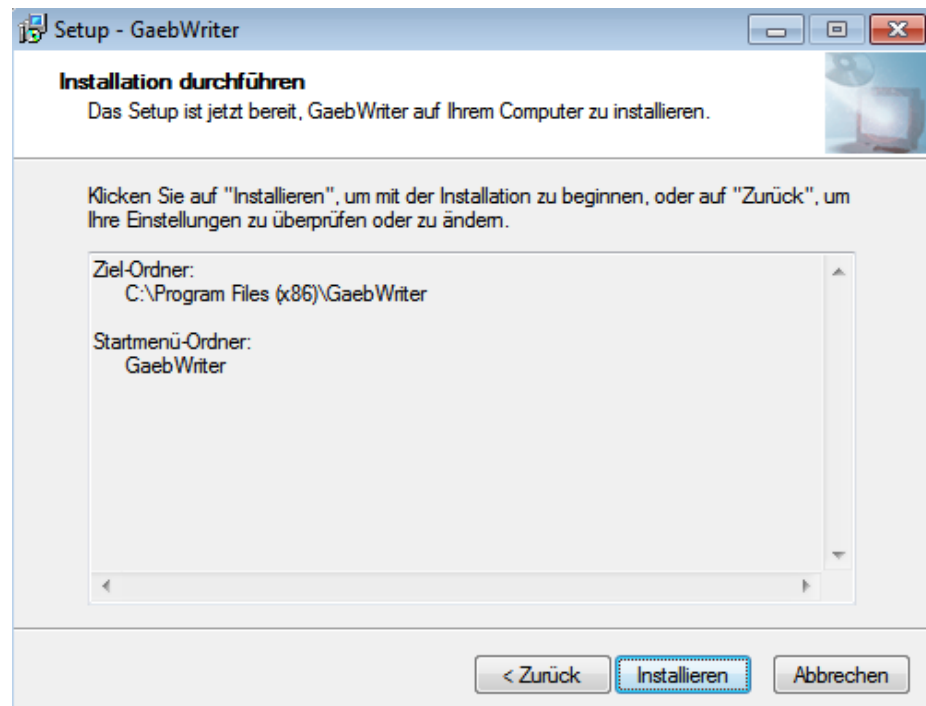 Setup - GaebWriter
Installation durchführen
Das Setup ist jetzt bereit, GaebWriter auf Ihrem Computer zu installieren.
Klicken Sie auf "Installieren", um mit der Installation zu beginnen, oder auf "Zurück", um
Ihre Einstellungen zu überprüfen oder zu ändern.
Ziel-Ordner:
C:\Program Files (x86)\GaebWriter
Startmenü-Ordner:
GaebWriter
< Zurück
Installieren
Abbrechen